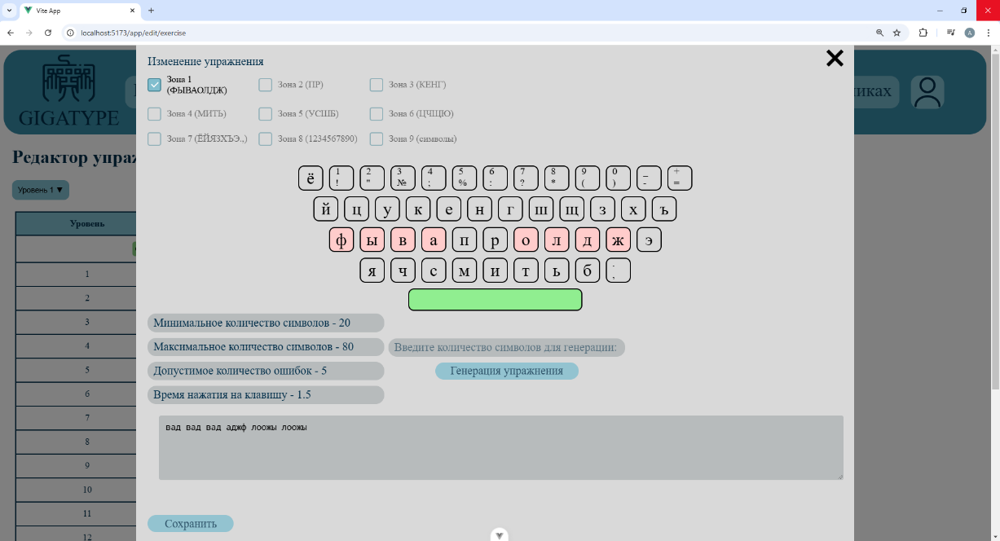 Vite App
localhost:5173/app/edit/exercise
A
Изменение упражнения
Зона 1 (ФЫВАОЛДЖ)
Зона 2 (ПР)
Зона 3 (КЕНГ)
Зона 4 (МИТЬ)
Зона 5 (УСШБ)
Зона 6 (ЦЧЩЮ)
Зона 7 (ЁЙЯЗХЪЭ.,)
Зона 8 (1234567890)
Зона 9 (символы)
GIGATYPE
иках
Редактор упра
Уровень 1 ▼
Уровень
1
2
3
4
5
6
7
8
9
10
11
12
ё 1 ! 2 " 3 № 4 ; 5 % 6 : 7 ? 8 * 9 ( 0 ) _ - + =
й ц у к е н г ш щ з х ъ
ф ы в а п р о л д ж э
я ч с м и т ь б . ,
Минимальное количество символов - 20
Максимальное количество символов - 80
Введите количество символов для генерации:
Допустимое количество ошибок - 5
Генерация упражнения
Время нажатия на клавишу - 1.5
вад вад вад аджф лоожы лоожы
Сохранить